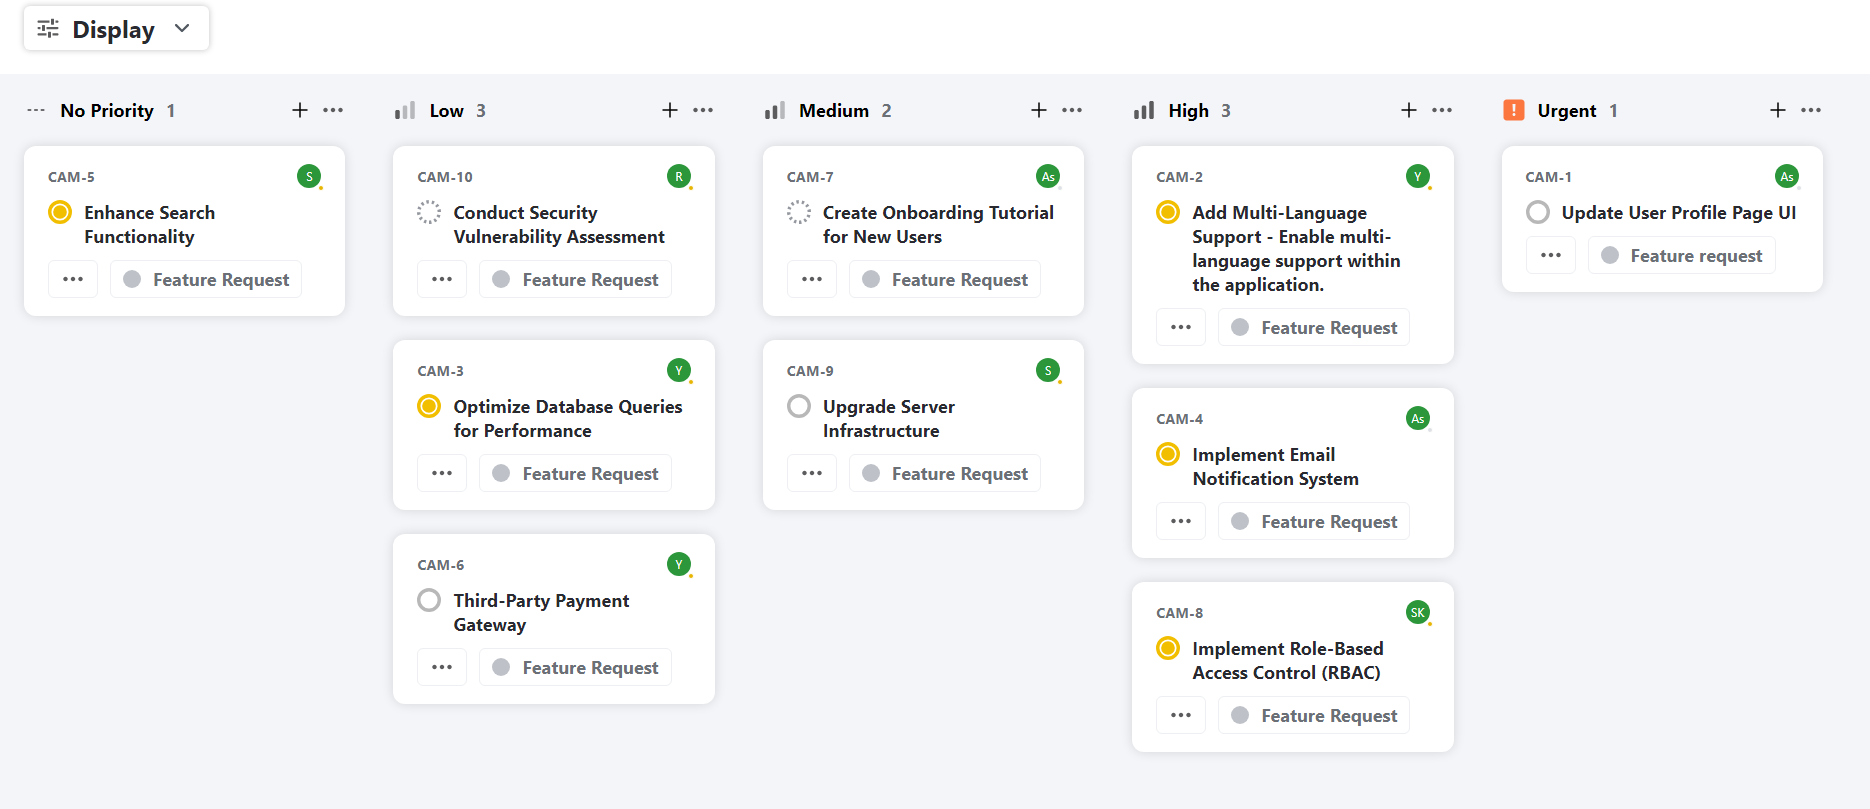 Display
No Priority 1
CAM-5 S
Enhance Search
Functionality
Feature Request
Low 3
CAM-10 R
Conduct Security
Vulnerability Assessment
Feature Request
CAM-3 Y
Optimize Database Queries
for Performance
Feature Request
CAM-6 Y
Third-Party Payment
Gateway
Feature Request
Medium 2
CAM-7 As
Create Onboarding Tutorial
for New Users
Feature Request
CAM-9 S
Upgrade Server
Infrastructure
Feature Request
High 3
CAM-2 Y
Add Multi-Language
Support - Enable multi-
language support within
the application.
Feature Request
CAM-4 As
Implement Email
Notification System
Feature Request
CAM-8 SK
Implement Role-Based
Access Control (RBAC)
Feature Request
! Urgent 1
CAM-1 As
Update User Profile Page UI
Feature request